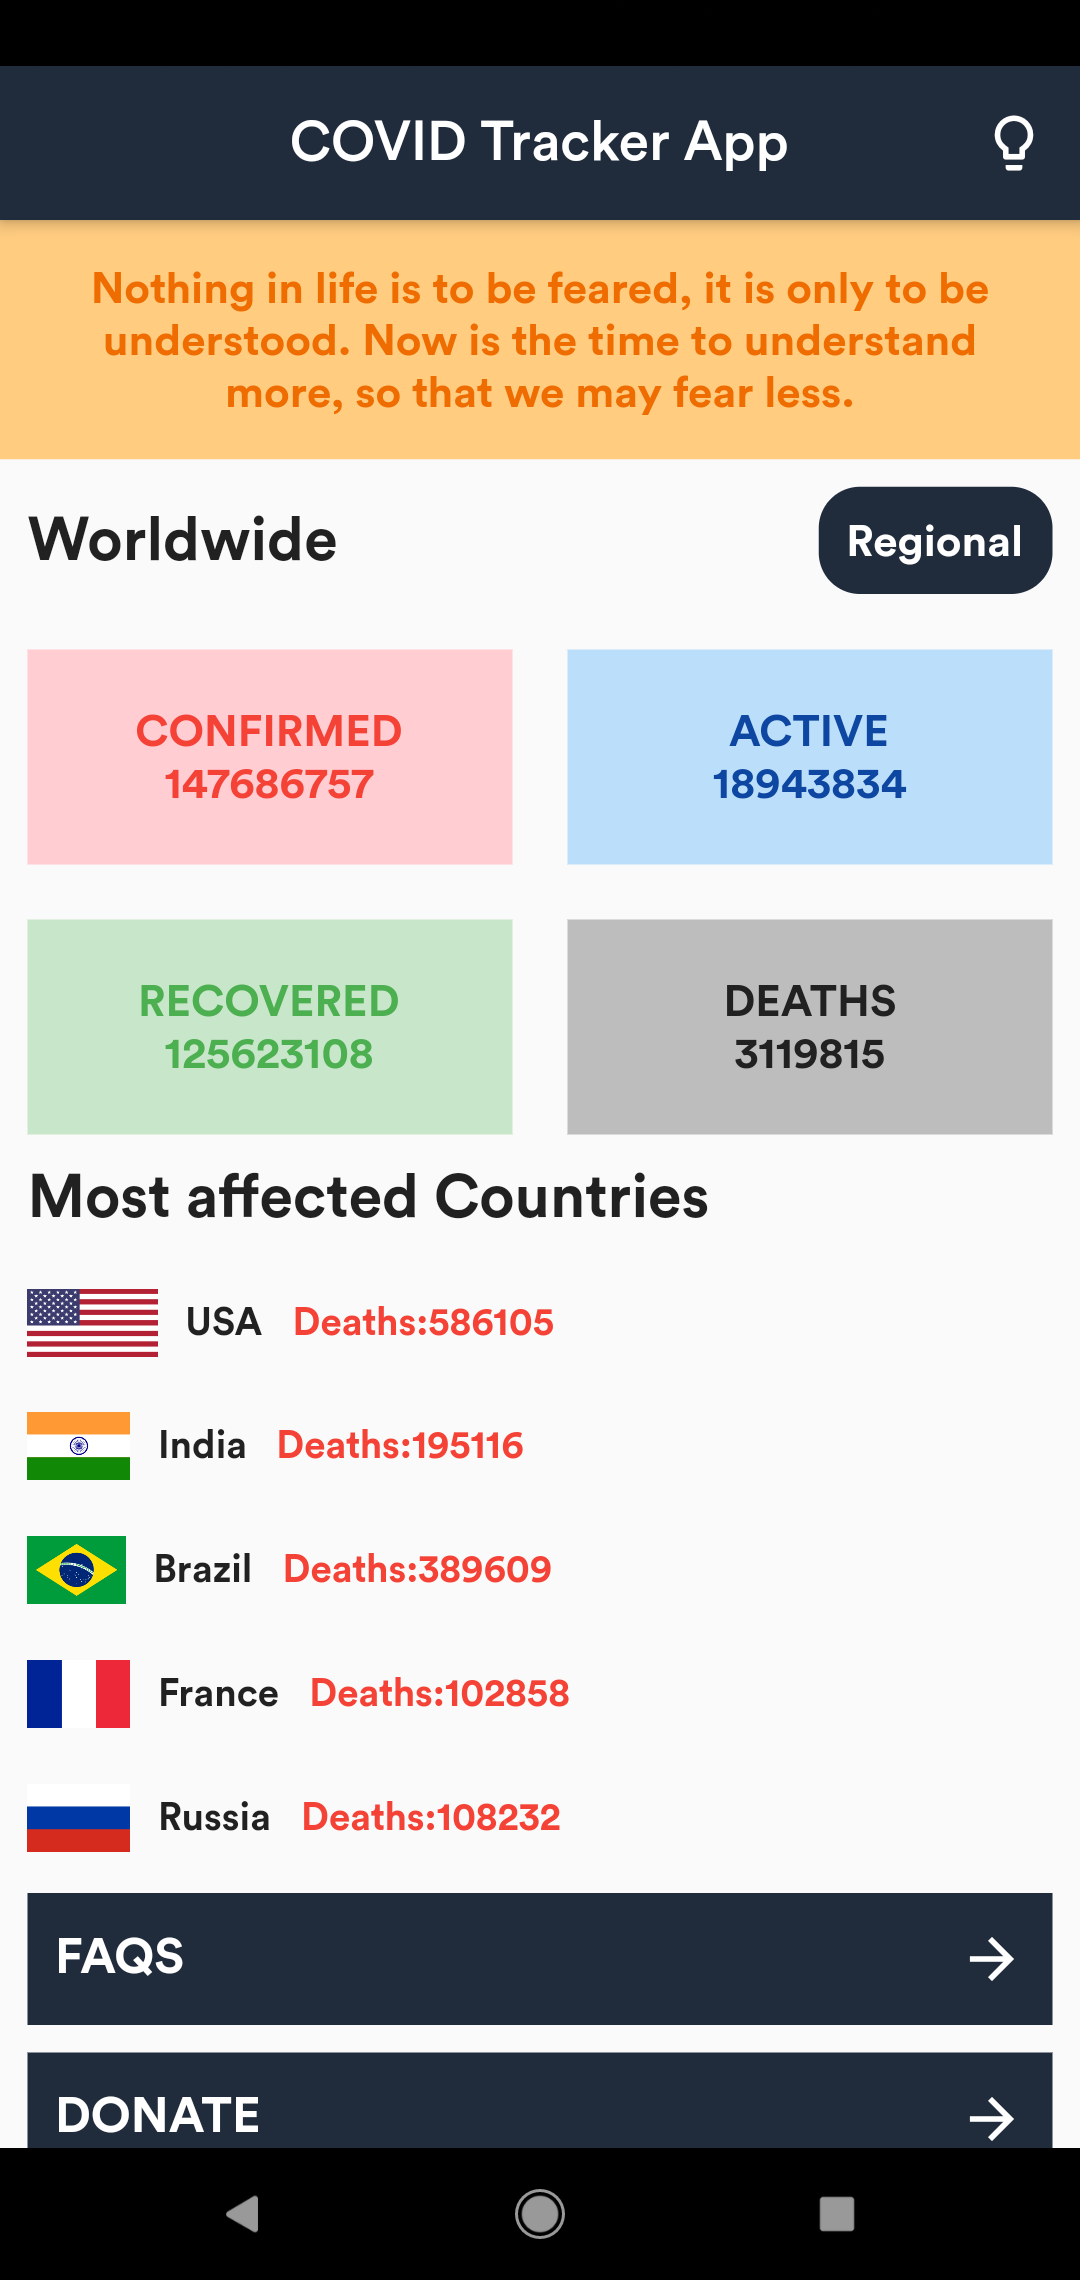 COVID Tracker App
Nothing in life is to be feared, it is only to be
understood. Now is the time to understand
more, so that we may fear less.
Worldwide
Regional
CONFIRMED
147686757
ACTIVE
18943834
RECOVERED
125623108
DEATHS
3119815
Most affected Countries
USA Deaths:586105
India Deaths:195116
Brazil Deaths:389609
France Deaths:102858
Russia Deaths:108232
FAQS
DONATE